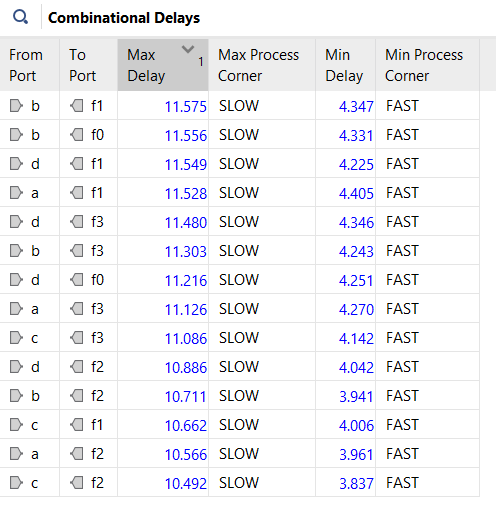 Combinational Delays
From Port To Port Max Delay 1 Max Process Corner Min Delay Min Process Corner
b f1 11.575 SLOW 4.347 FAST
b f0 11.556 SLOW 4.331 FAST
d f1 11.549 SLOW 4.225 FAST
a f1 11.528 SLOW 4.405 FAST
d f3 11.480 SLOW 4.346 FAST
b f3 11.303 SLOW 4.243 FAST
d f0 11.216 SLOW 4.251 FAST
a f3 11.126 SLOW 4.270 FAST
c f3 11.086 SLOW 4.142 FAST
d f2 10.886 SLOW 4.042 FAST
b f2 10.711 SLOW 3.941 FAST
c f1 10.662 SLOW 4.006 FAST
a f2 10.566 SLOW 3.961 FAST
c f2 10.492 SLOW 3.837 FAST